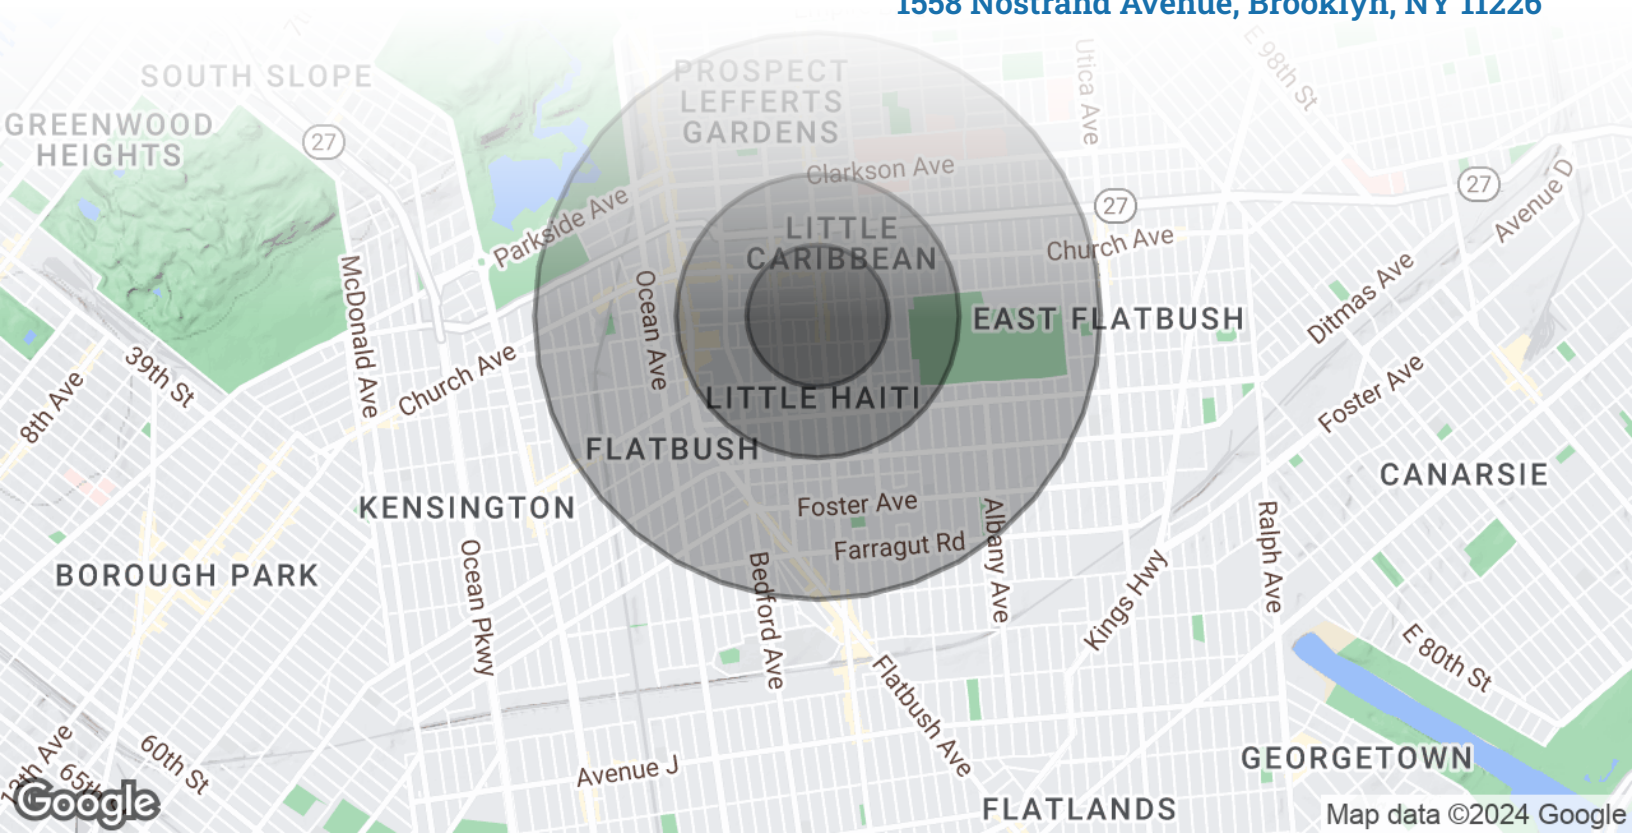 1558 Nostrand Avenue, Brooklyn, NY 11226
E 98th St
Utica Ave
SOUTH SLOPE
PROSPECT
LEFFERTS
GARDENS
GREENWOOD
HEIGHTS
27
Clarkson Ave
27
27
Avenue D
Parkside Ave
LITTLE
CARIBBEAN
Church Ave
McDonald Ave
Ocean Ave
EAST FLATBUSH
Ditmas Ave
39th St
8th Ave
Church Ave
LITTLE HAITI
Foster Ave
FLATBUSH
CANARSIE
KENSINGTON
Foster Ave
Albany Ave
Ralph Ave
Farragut Rd
BOROUGH PARK
Ocean Pkwy
Bedford Ave
Kings Hwy
E 80th St
Flatbush Ave
13th Ave
60th St
65th
Avenue J
GEORGETOWN
FLATLANDS
Google
Map data ©2024 Google